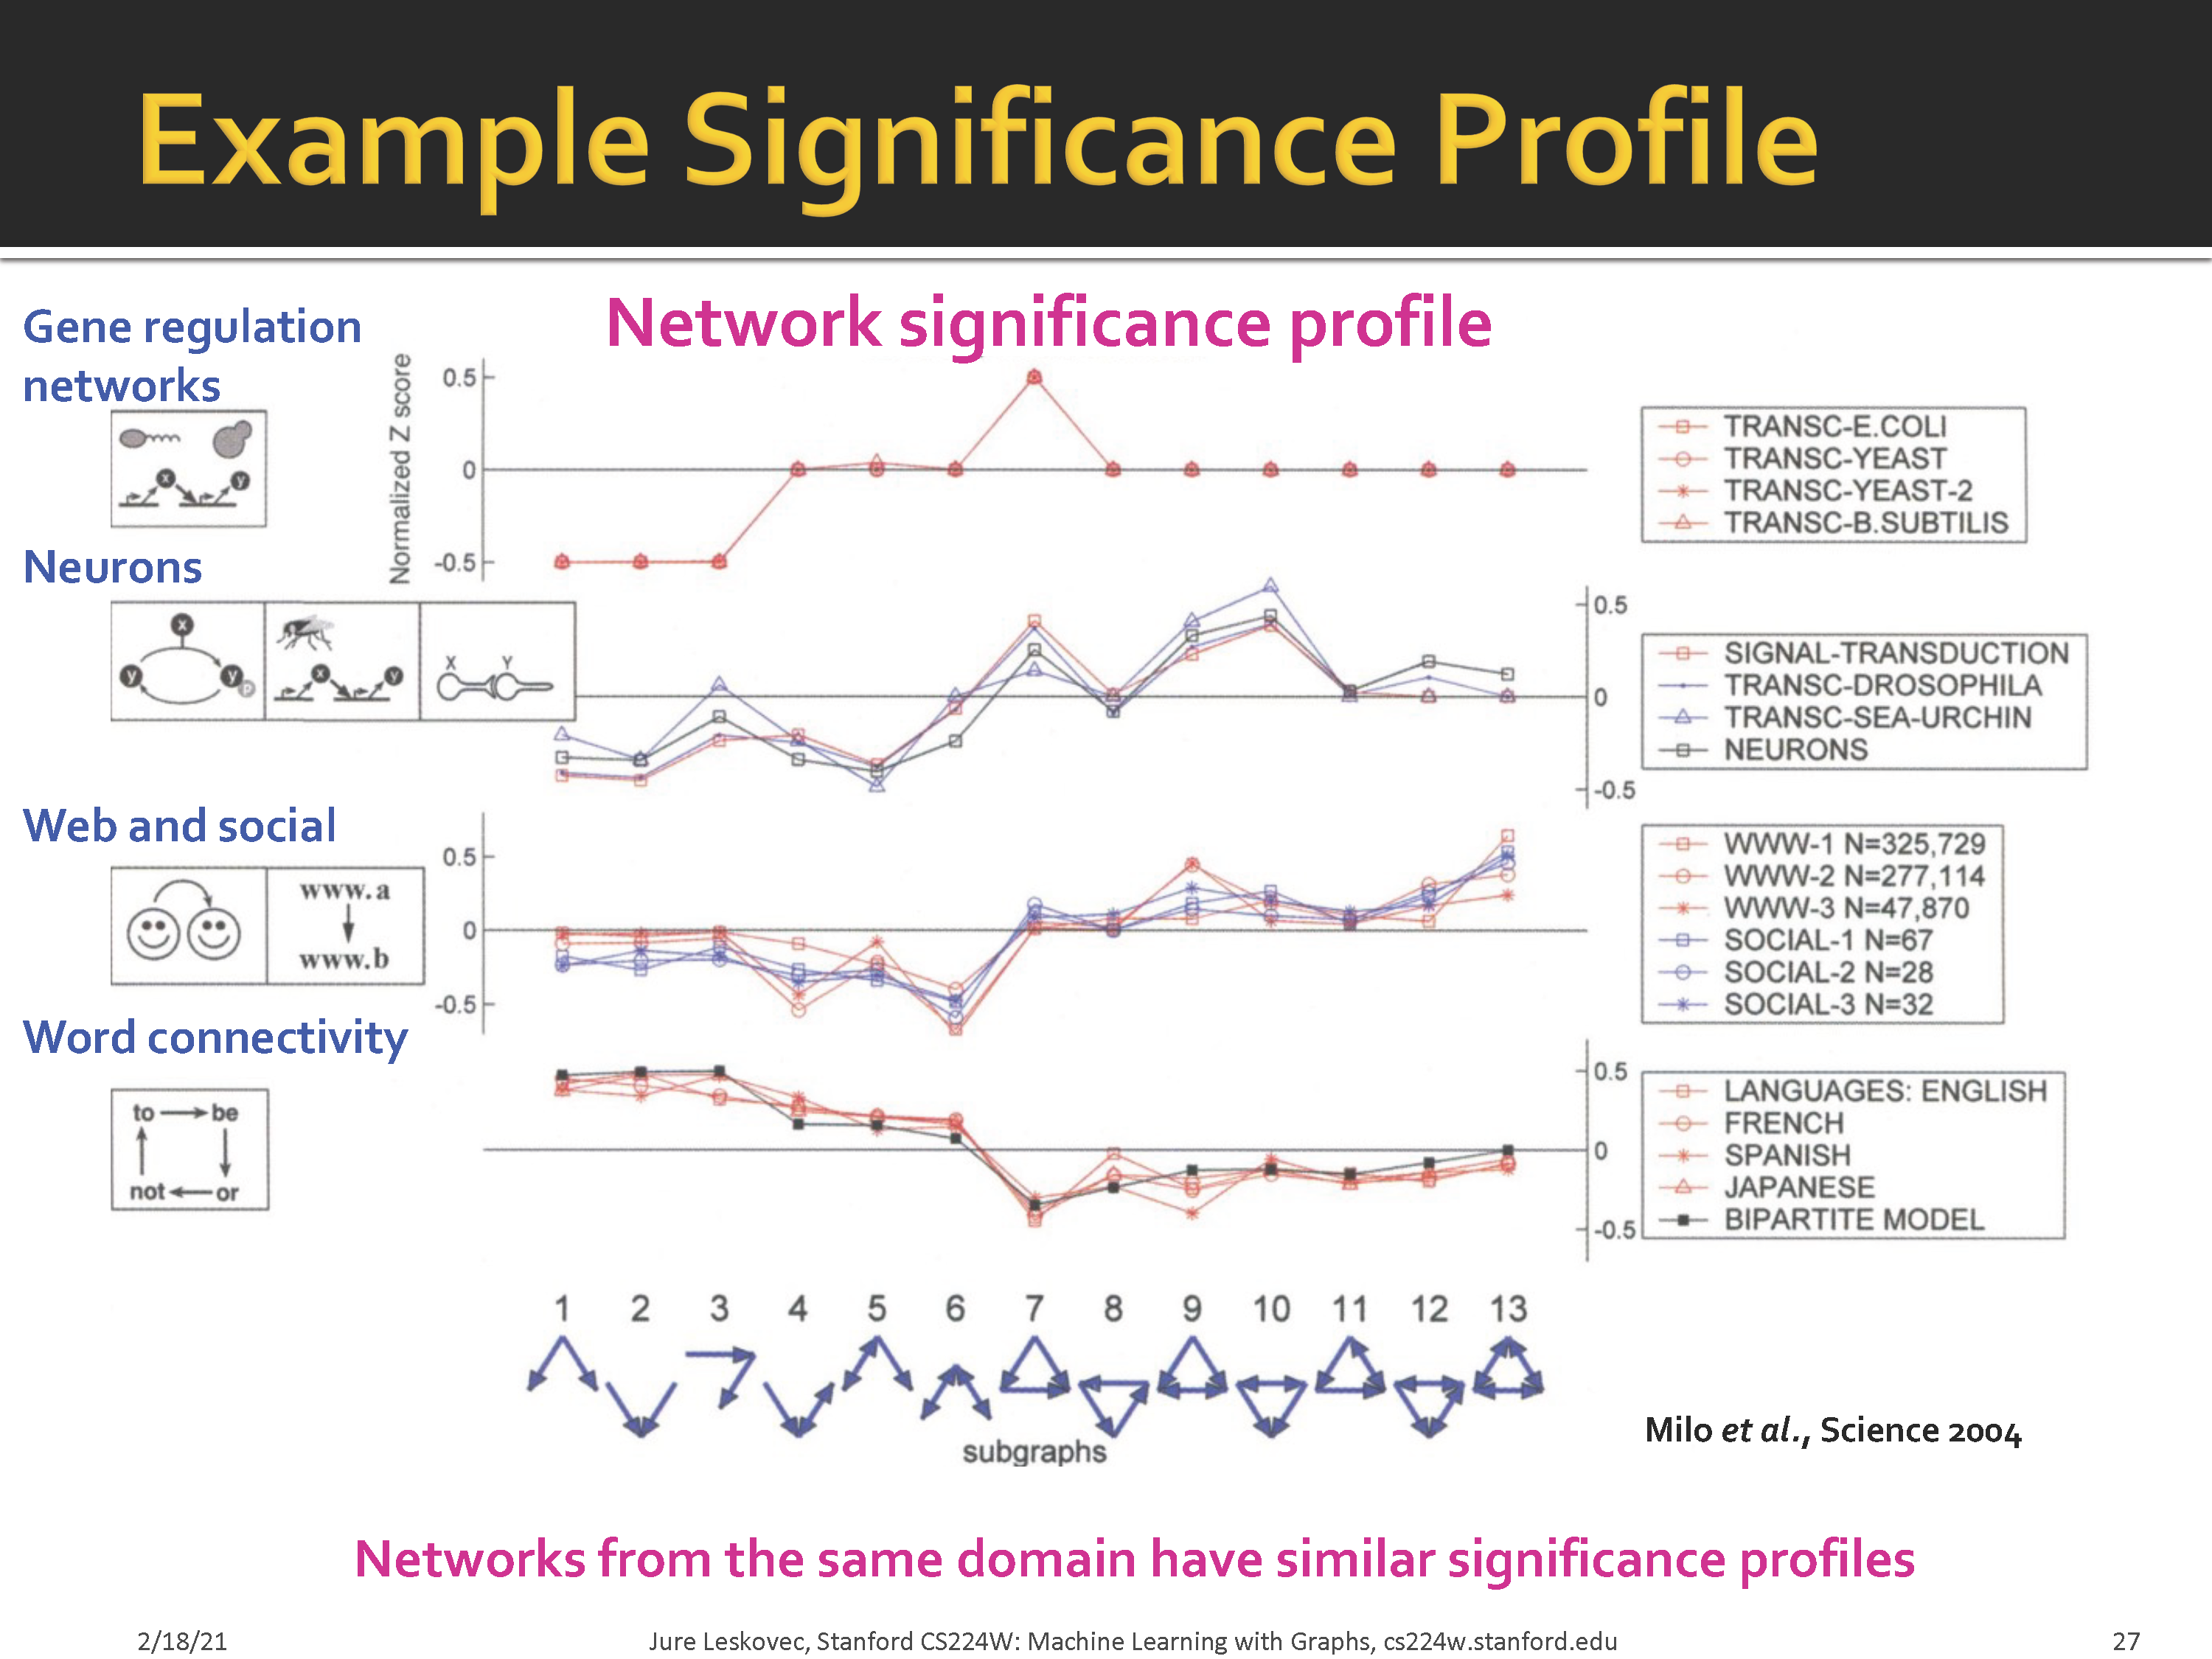 Example Significance Profile
Network significance profile
Gene regulation
networks
Normalized Z score
0.5
0
-0.5
x
y
TRANSC-E.COLI
TRANSC-YEAST
TRANSC-YEAST-2
TRANSC-B.SUBTILIS
Neurons
x
y
y
p
x
y
X
Y
0.5
0
-0.5
SIGNAL-TRANSDUCTION
TRANSC-DROSOPHILA
TRANSC-SEA-URCHIN
NEURONS
Web and social
www.a
www.b
0.5
0
-0.5
WWW-1 N=325,729
WWW-2 N=277,114
WWW-3 N=47,870
SOCIAL-1 N=67
SOCIAL-2 N=28
SOCIAL-3 N=32
Word connectivity
to be
not or
0.5
0
-0.5
LANGUAGES: ENGLISH
FRENCH
SPANISH
JAPANESE
BIPARTITE MODEL
1 2 3 4 5 6 7 8 9 10 11 12 13
subgraphs
Milo et al., Science 2004
Networks from the same domain have similar significance profiles
2/18/21
Jure Leskovec, Stanford CS224W: Machine Learning with Graphs, cs224w.stanford.edu
27